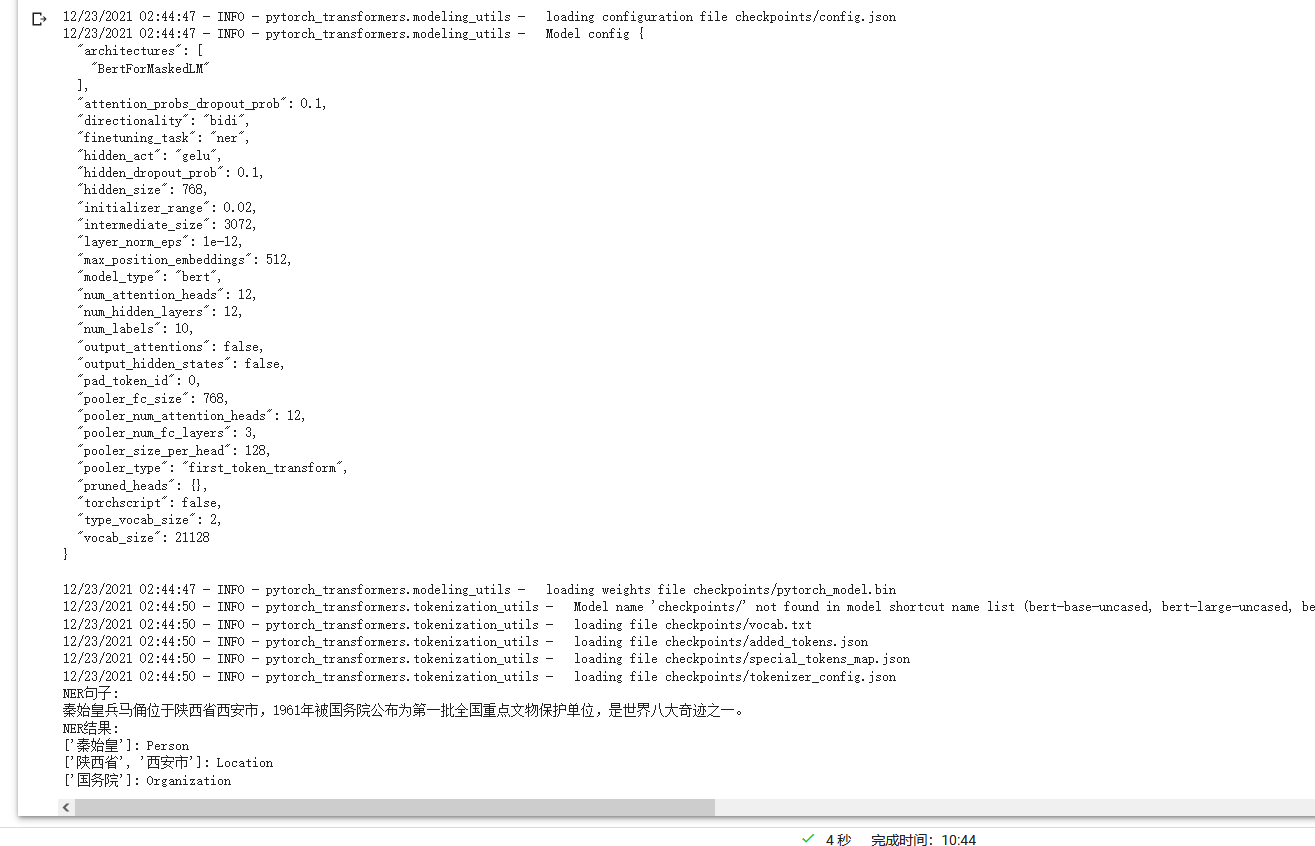 12/23/2021 02:44:47 - INFO - pytorch_transformers.modeling_utils -   loading configuration file checkpoints/config.json
12/23/2021 02:44:47 - INFO - pytorch_transformers.modeling_utils -   Model config {
  "architectures": [
    "BertForMaskedLM"
  ],
  "attention_probs_dropout_prob": 0.1,
  "directionality": "bidi",
  "finetuning_task": "ner",
  "hidden_act": "gelu",
  "hidden_dropout_prob": 0.1,
  "hidden_size": 768,
  "initializer_range": 0.02,
  "intermediate_size": 3072,
  "layer_norm_eps": 1e-12,
  "max_position_embeddings": 512,
  "model_type": "bert",
  "num_attention_heads": 12,
  "num_hidden_layers": 12,
  "num_labels": 10,
  "output_attentions": false,
  "output_hidden_states": false,
  "pad_token_id": 0,
  "pooler_fc_size": 768,
  "pooler_num_attention_heads": 12,
  "pooler_num_fc_layers": 3,
  "pooler_size_per_head": 128,
  "pooler_type": "first_token_transform",
  "pruned_heads": {},
  "torchscript": false,
  "type_vocab_size": 2,
  "vocab_size": 21128
}
12/23/2021 02:44:47 - INFO - pytorch_transformers.modeling_utils -   loading weights file checkpoints/pytorch_model.bin
12/23/2021 02:44:50 - INFO - pytorch_transformers.tokenization_utils -   Model name 'checkpoints/' not found in model shortcut name list (bert-base-uncased, bert-large-uncased, be
12/23/2021 02:44:50 - INFO - pytorch_transformers.tokenization_utils -   loading file checkpoints/vocab.txt
12/23/2021 02:44:50 - INFO - pytorch_transformers.tokenization_utils -   loading file checkpoints/added_tokens.json
12/23/2021 02:44:50 - INFO - pytorch_transformers.tokenization_utils -   loading file checkpoints/special_tokens_map.json
12/23/2021 02:44:50 - INFO - pytorch_transformers.tokenization_utils -   loading file checkpoints/tokenizer_config.json
NER句子:
秦始皇兵马俑位于陕西省西安市，1961年被国务院公布为第一批全国重点文物保护单位，是世界八大奇迹之一。
NER结果:
['秦始皇']: Person
['陕西省', '西安市']: Location
['国务院']: Organization
4 秒 完成时间：10:44